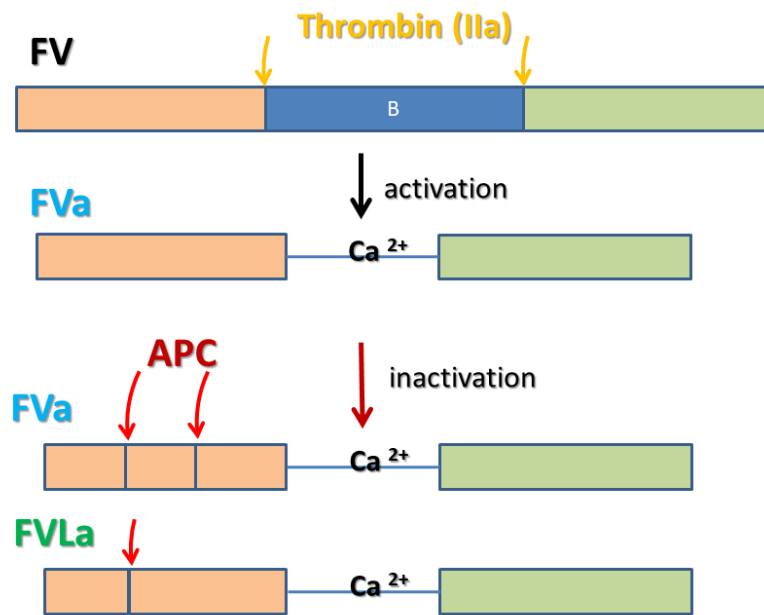 Thrombin (IIa)
FV
B
activation
FVa
Ca 2+
APC
inactivation
FVa
Ca 2+
FVLa
Ca 2+